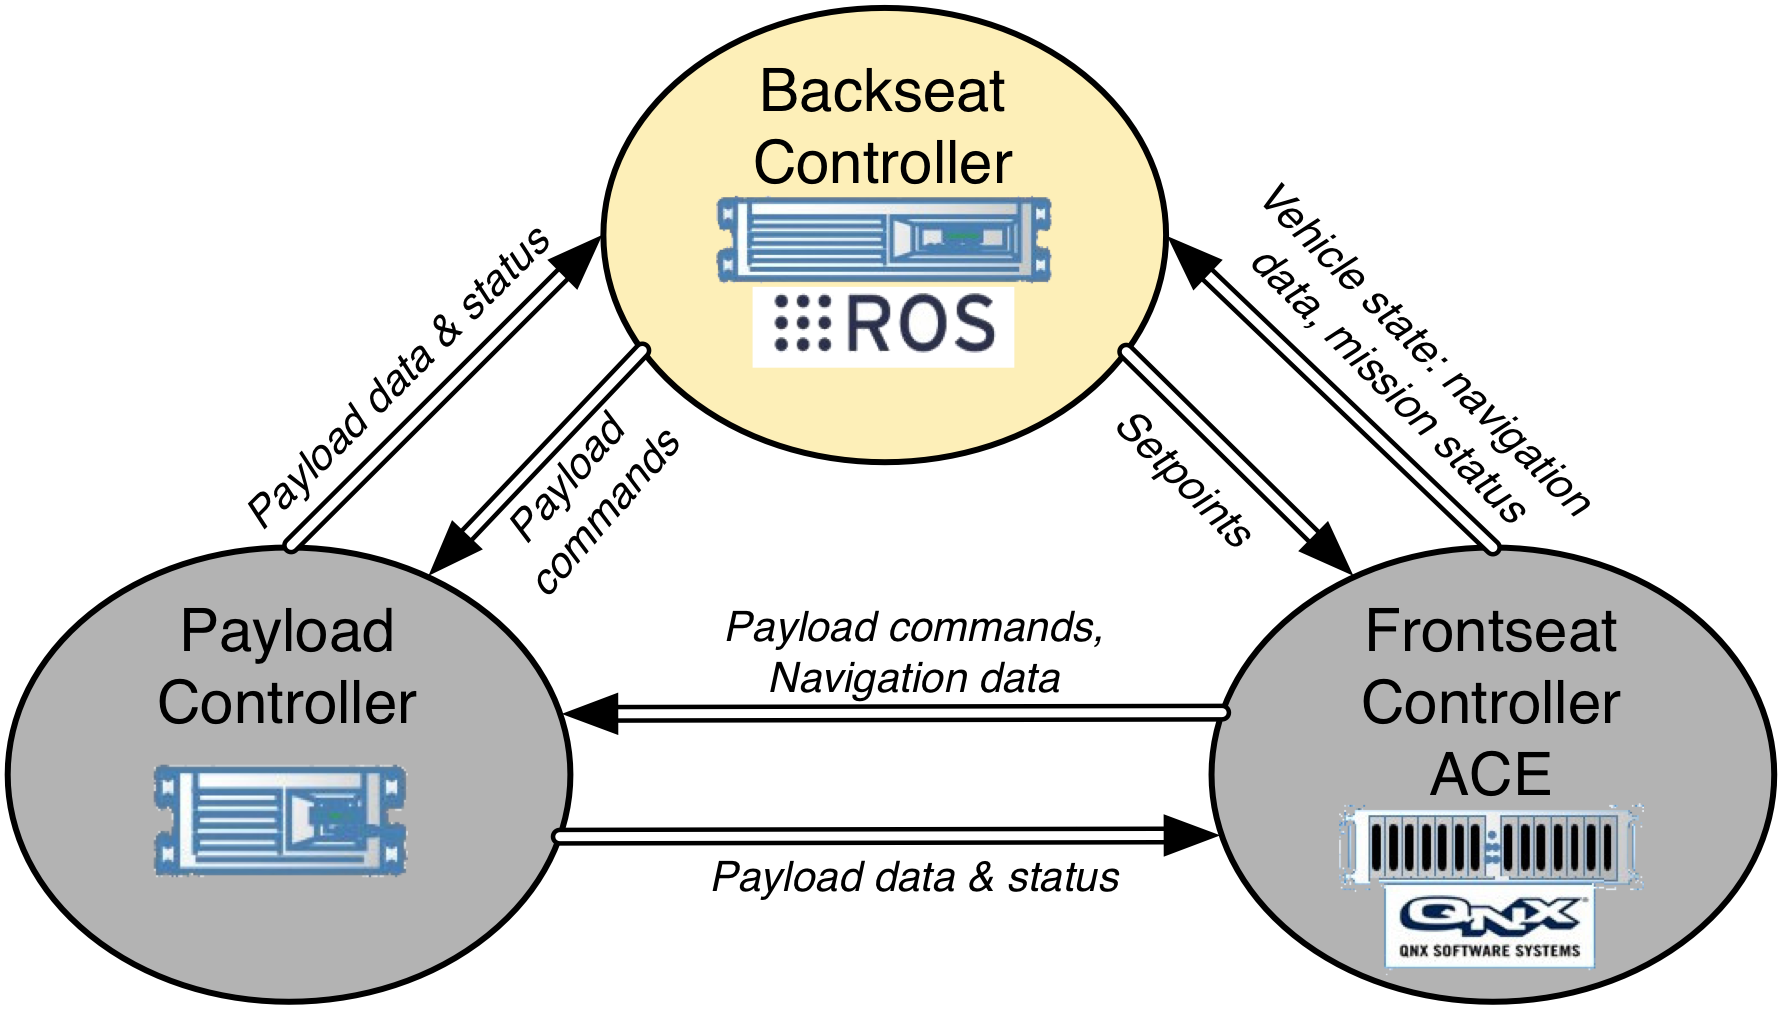 Backseat
Controller
ROS
Payload data & status
Payload
commands
Setpoints
Vehicle state: navigation
data, mission status
Payload
Controller
Payload commands,
Navigation data
Payload data & status
Frontseat
Controller
ACE
QNX
QNX SOFTWARE SYSTEMS